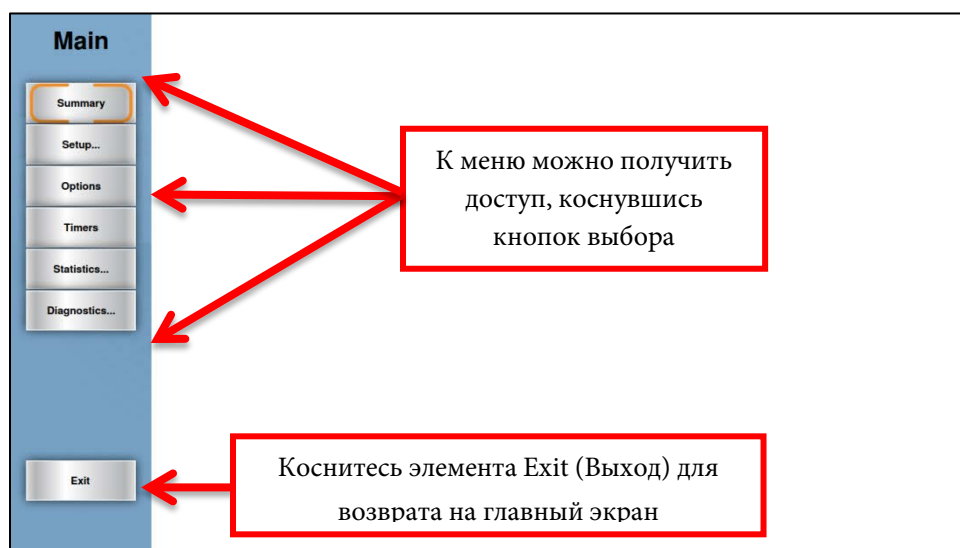 Main
Summary
Setup...
Options
Timers
Statistics...
Diagnostics...
Exit
К меню можно получить
доступ, коснувшись
кнопок выбора
Коснитесь элемента Exit (Выход) для
возврата на главный экран